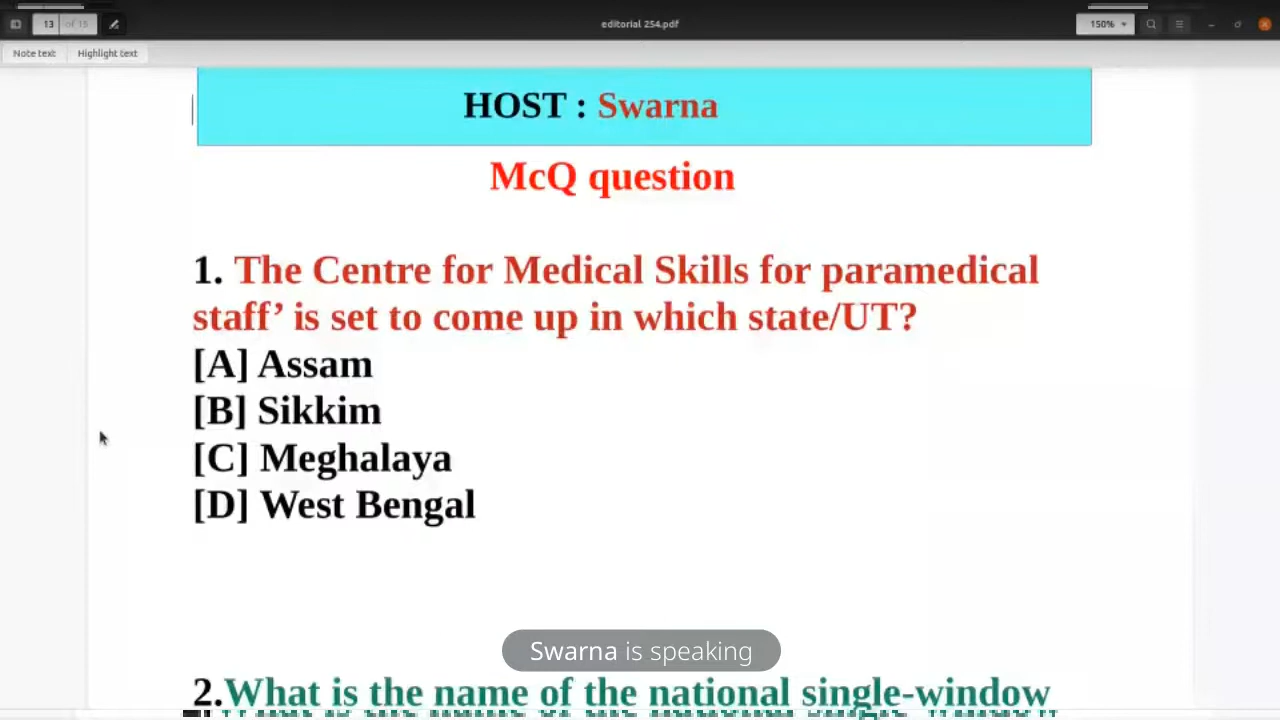 13 of 15
editorial 254.pdf
150%
Note text Highlight text
HOST : Swarna
McQ question
1. The Centre for Medical Skills for paramedical
staff’ is set to come up in which state/UT?
[A] Assam
[B] Sikkim
[C] Meghalaya
[D] West Bengal
Swarna is speaking
2.What is the name of the national single-window